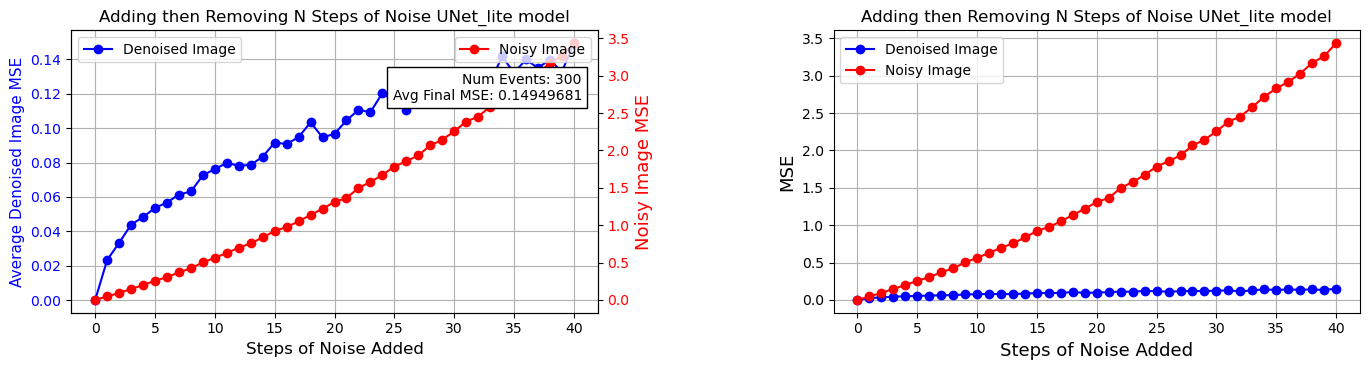 Adding then Removing N Steps of Noise UNet_lite model
Denoised Image
Noisy Image
Num Events: 300
Avg Final MSE: 0.14949681
Average Denoised Image MSE
0.14
0.12
0.10
0.08
0.06
0.04
0.02
0.00
Noisy Image MSE
3.5
3.0
2.5
2.0
1.5
1.0
0.5
0.0
0 5 10 15 20 25 30 35 40
Steps of Noise Added
Adding then Removing N Steps of Noise UNet_lite model
Denoised Image
Noisy Image
MSE
3.5
3.0
2.5
2.0
1.5
1.0
0.5
0.0
0 5 10 15 20 25 30 35 40
Steps of Noise Added